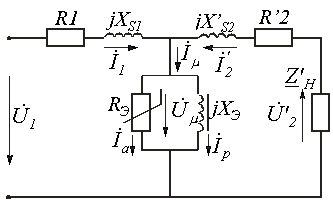 R1 jX_S1 jX'_S2 R'2
İ_1 İ_μ İ'_2
Z'_H
U̇_1 R_Э U̇_μ jX_Э U̇'_2
İ_a İ_p